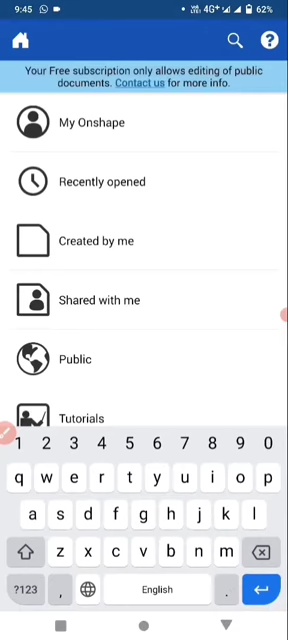 9:45 4G+ 62%
?
Your Free subscription only allows editing of public
documents. Contact us for more info.
My Onshape
Recently opened
Created by me
Shared with me
Public
Tutorials
1 2 3 4 5 6 7 8 9 0
q w e r t y u i o p
a s d f g h j k l
z x c v b n m
?123 , English .